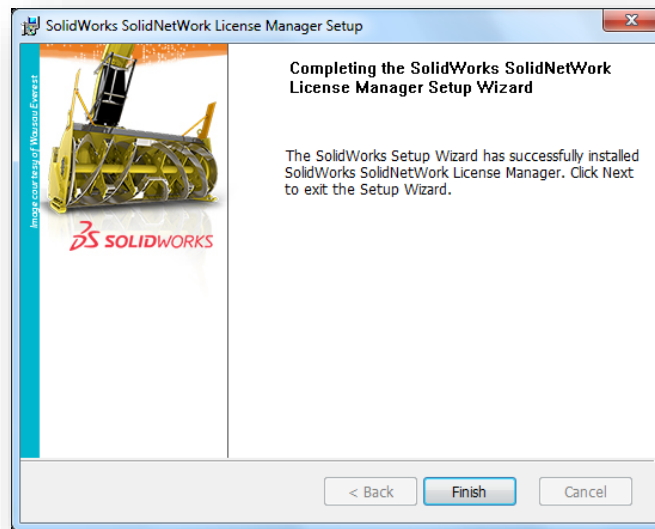 SolidWorks SolidNetWork License Manager Setup
Image courtesy of Wausau Everest
Completing the SolidWorks SolidNetWork
License Manager Setup Wizard
The SolidWorks Setup Wizard has successfully installed
SolidWorks SolidNetWork License Manager. Click Next
to exit the Setup Wizard.
SOLIDWORKS
< Back
Finish
Cancel